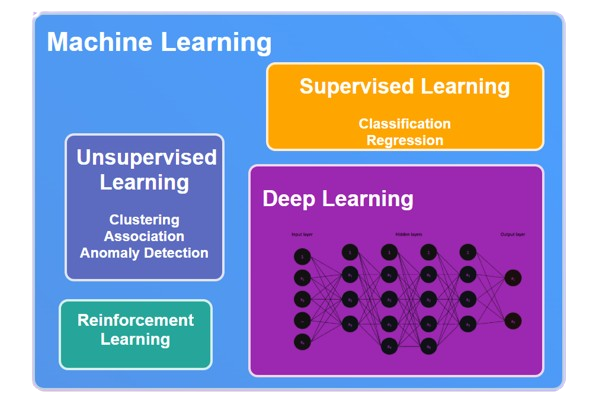 Machine Learning
Supervised Learning
Classification
Regression
Unsupervised
Learning
Clustering
Association
Anomaly Detection
Deep Learning
Input layer
Hidden layers
Output layer
Reinforcement
Learning